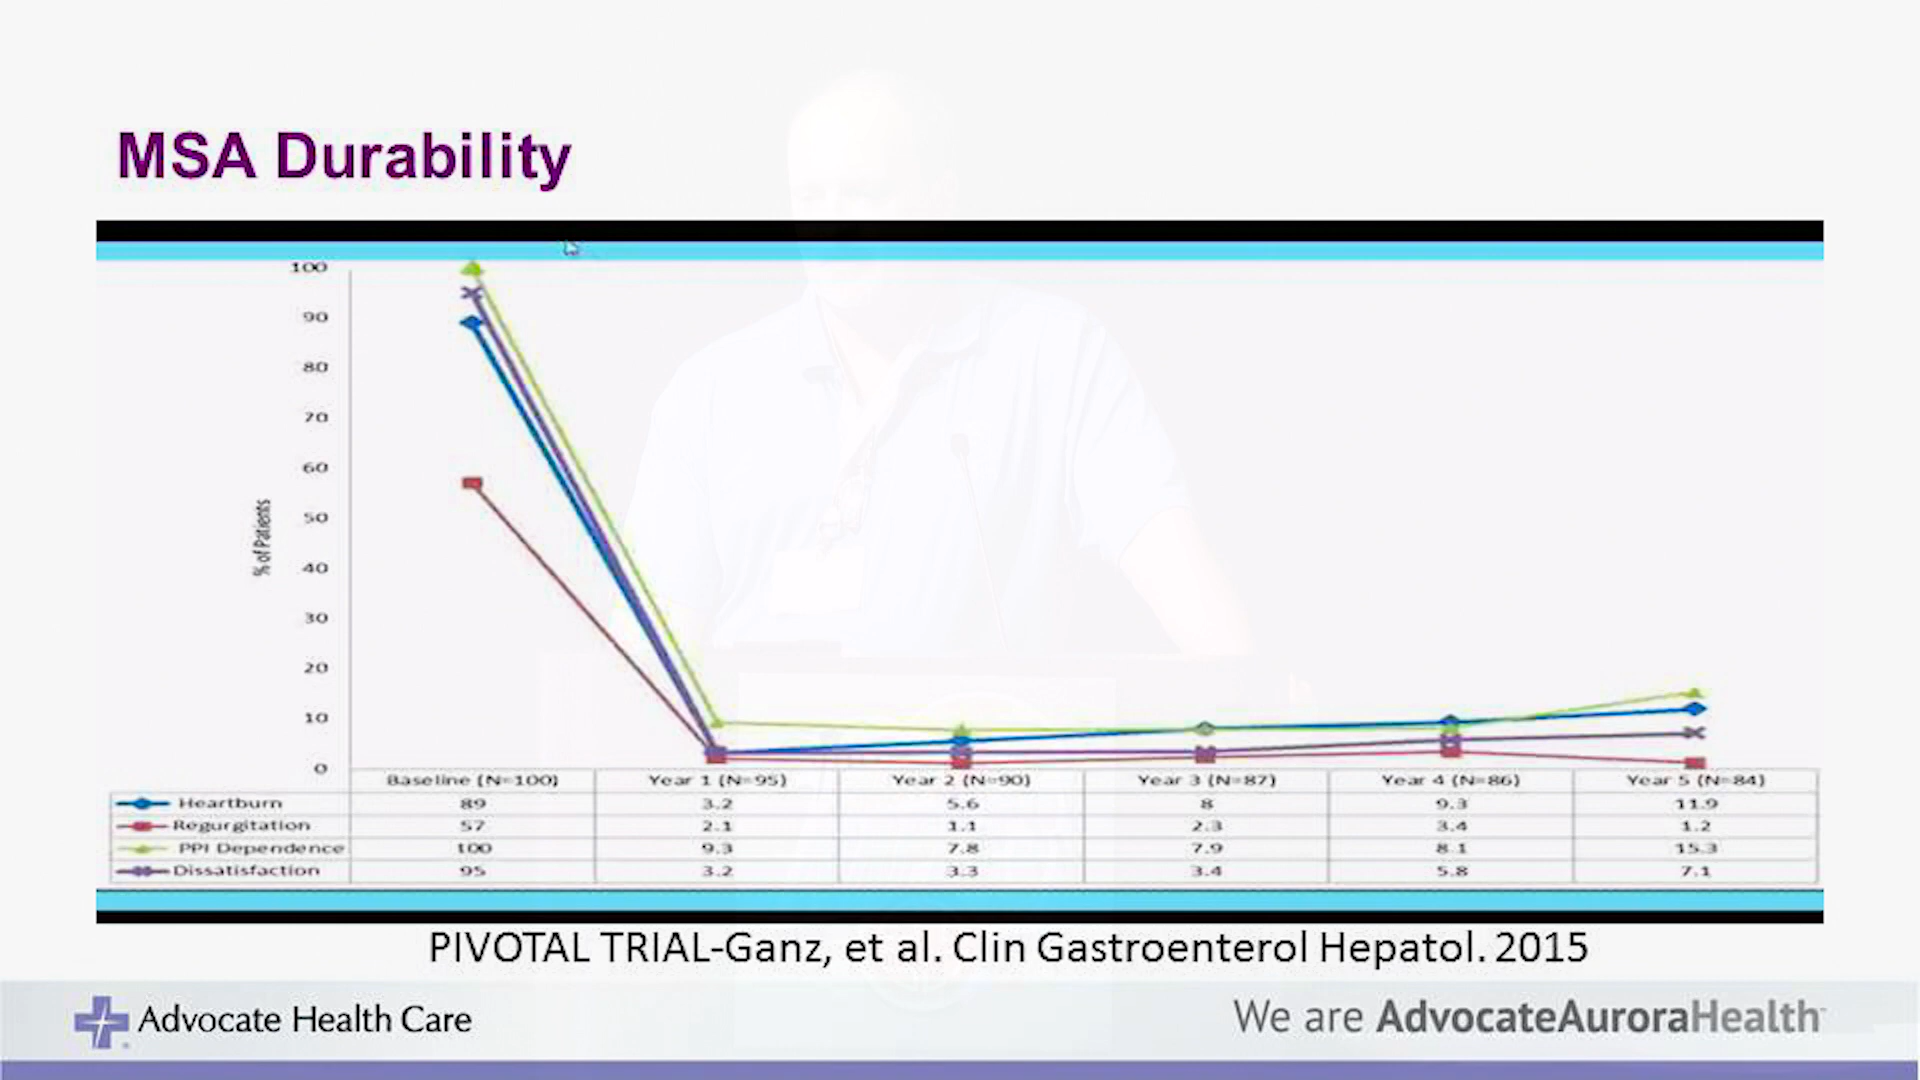 MSA Durability
100
90
80
70
60
50
40
30
20
10
0
% of Patients
Baseline (N=100) Year 1 (N=95) Year 2 (N=90) Year 3 (N=87) Year 4 (N=86) Year 5 (N=84)
Heartburn 89 3.2 5.6 8 9.3 11.9
Regurgitation 57 2.1 1.1 2.3 3.4 1.2
PPI Dependence 100 9.3 7.8 7.9 8.1 15.3
Dissatisfaction 95 3.2 3.3 3.4 5.8 7.1
PIVOTAL TRIAL-Ganz, et al. Clin Gastroenterol Hepatol. 2015
Advocate Health Care
We are AdvocateAuroraHealth